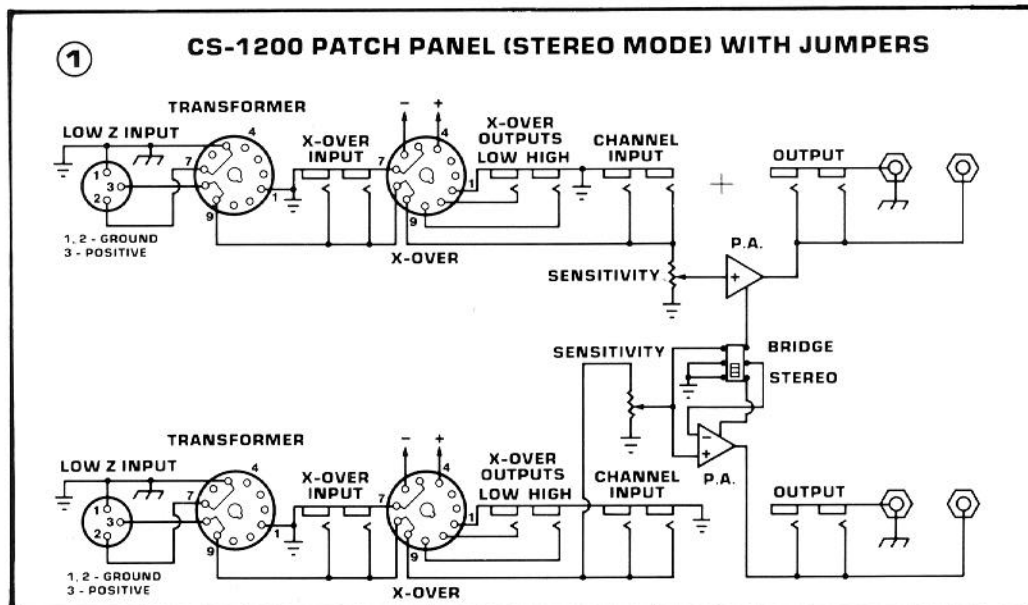 1
CS-1200 PATCH PANEL (STEREO MODE) WITH JUMPERS
TRANSFORMER
LOW Z INPUT
4
7
1
9
1
3
2
1, 2 - GROUND
3 - POSITIVE
X-OVER
INPUT
- +
4
7
1
9
X-OVER
X-OVER
OUTPUTS
LOW HIGH
CHANNEL
INPUT
SENSITIVITY
P.A.
+
OUTPUT
BRIDGE
STEREO
SENSITIVITY
-
+
P.A.
TRANSFORMER
LOW Z INPUT
4
7
1
9
1
3
2
1, 2 - GROUND
3 - POSITIVE
X-OVER
INPUT
- +
4
7
1
9
X-OVER
X-OVER
OUTPUTS
LOW HIGH
CHANNEL
INPUT
OUTPUT